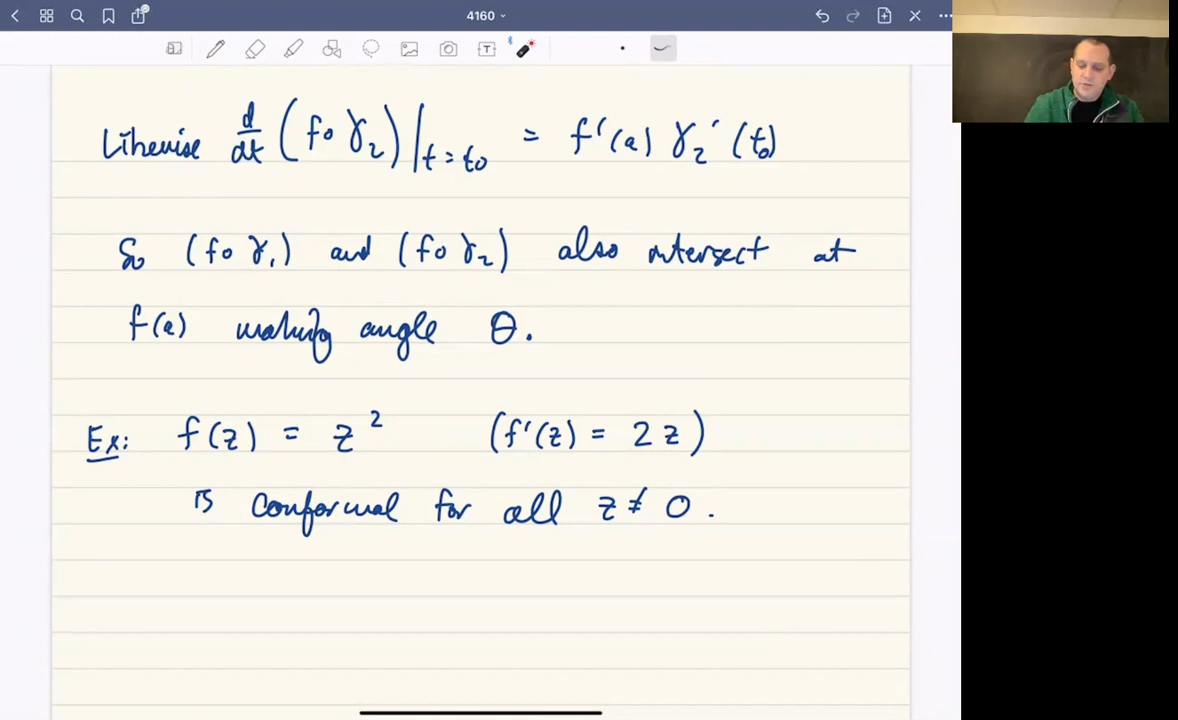 4160
Likewise d/dt (f∘γ₂)|t=t₀ = f'(a) γ₂'(t₀)
So (f∘γ₁) and (f∘γ₂) also intersect at
f(a) making angle θ.
Ex: f(z) = z² (f'(z) = 2z)
is conformal for all z ≠ 0.